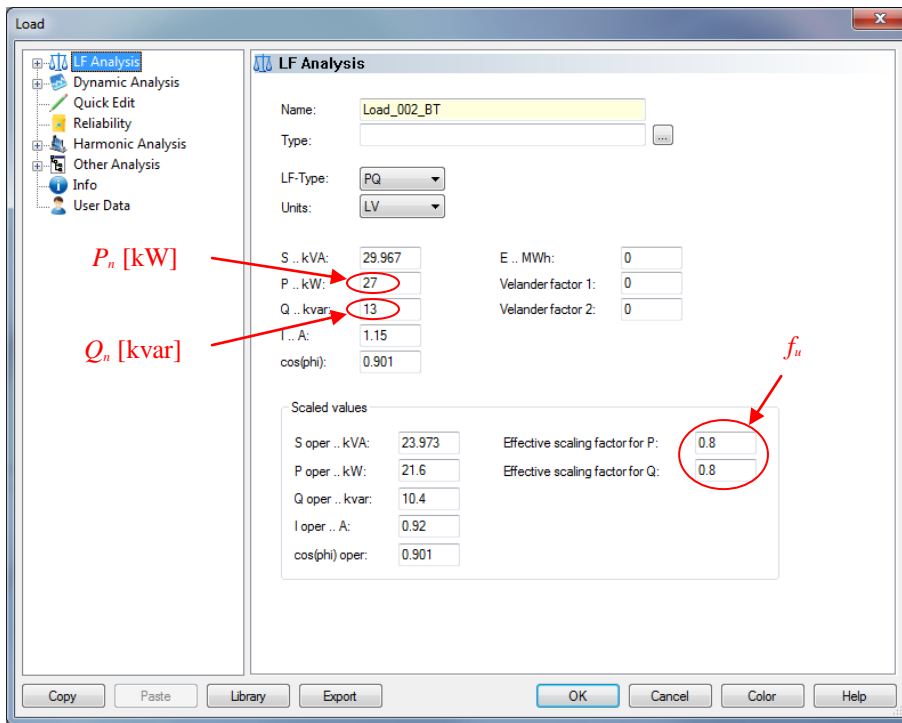 Load
LF Analysis
Dynamic Analysis
Quick Edit
Reliability
Harmonic Analysis
Other Analysis
Info
User Data
LF Analysis
Name: Load_002_BT
Type: ...
LF-Type: PQ
Units: LV
Pn [kW]
Qn [kvar]
S .. kVA: 29.967 E .. MWh: 0
P .. kW: 27 Velander factor 1: 0
Q .. kvar: 13 Velander factor 2: 0
I .. A: 1.15
cos(phi): 0.901
fu
Scaled values
S oper .. kVA: 23.973 Effective scaling factor for P: 0.8
P oper .. kW: 21.6 Effective scaling factor for Q: 0.8
Q oper .. kvar: 10.4
I oper .. A: 0.92
cos(phi) oper: 0.901
Copy Paste Library Export OK Cancel Color Help